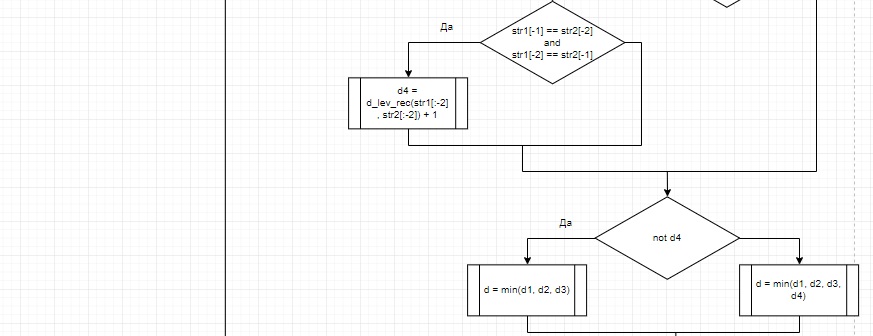 Да
str1[-1] == str2[-2]
and
str1[-2] == str2[-1]
d4 =
d_lev_rec(str1[:-2]
, str2[:-2]) + 1
Да
not d4
d = min(d1, d2, d3)
d = min(d1, d2, d3,
d4)